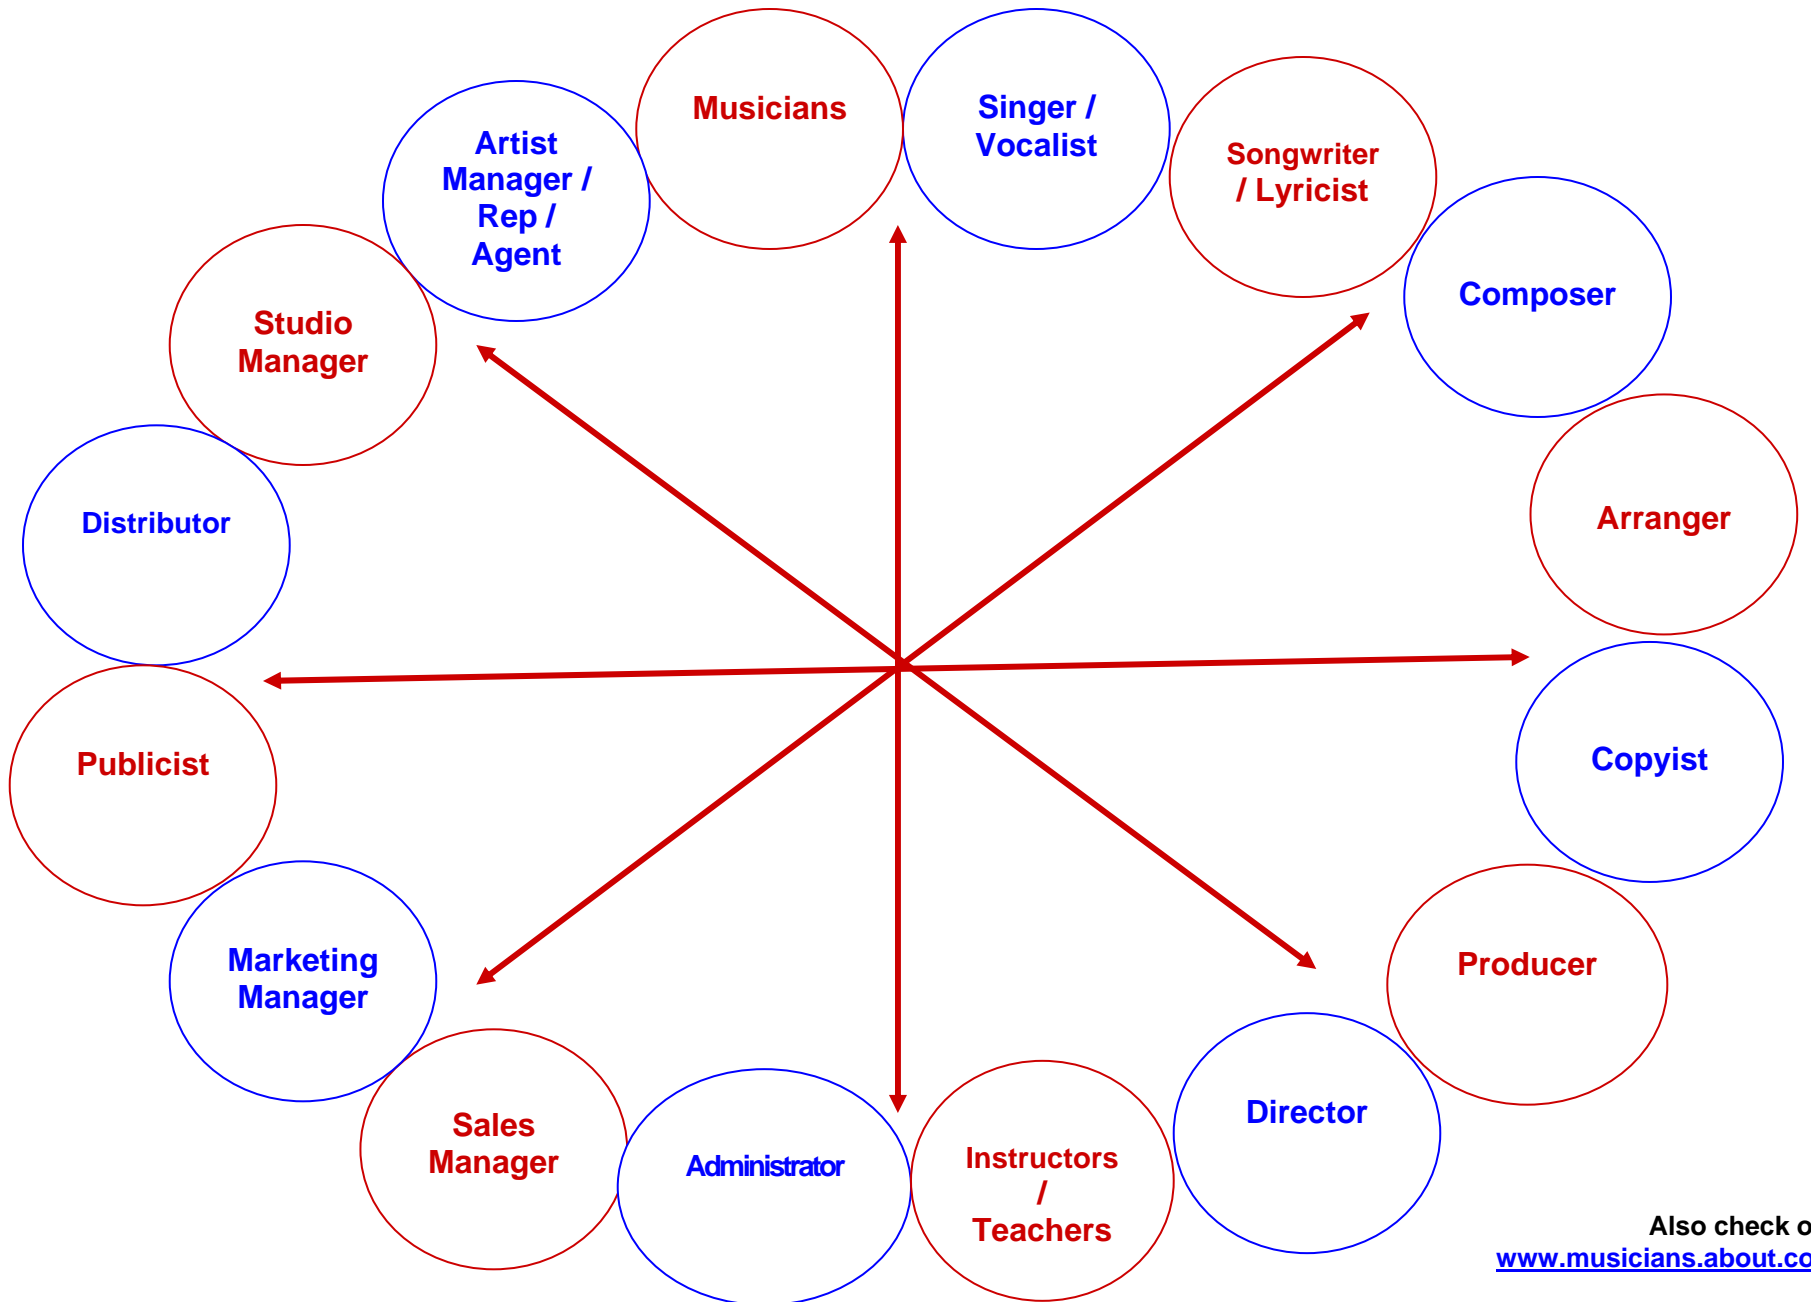 Musicians
Singer /
Vocalist
Songwriter
/ Lyricist
Composer
Arranger
Copyist
Producer
Director
Instructors
/
Teachers
Administrator
Sales
Manager
Marketing
Manager
Publicist
Distributor
Studio
Manager
Artist
Manager /
Rep /
Agent
Also check o
www.musicians.about.co